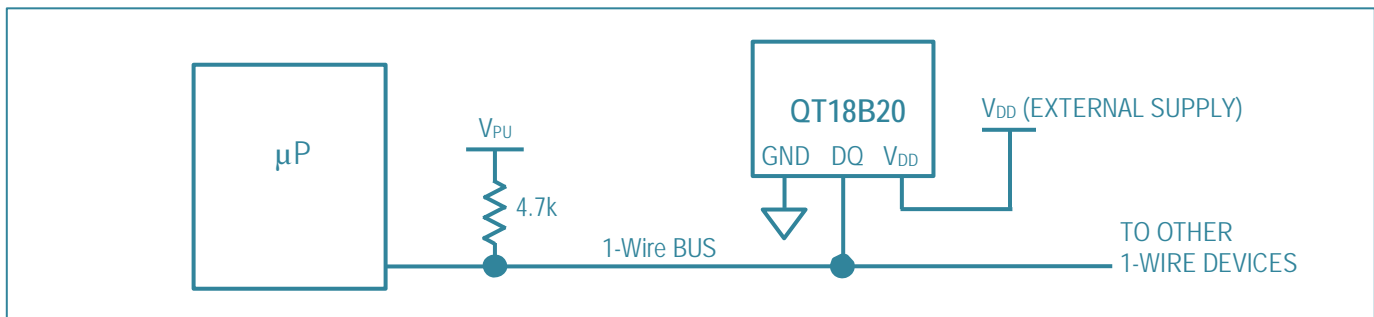 μP
VPU
4.7k
1-Wire BUS
QT18B20
GND DQ VDD
VDD (EXTERNAL SUPPLY)
TO OTHER
1-WIRE DEVICES